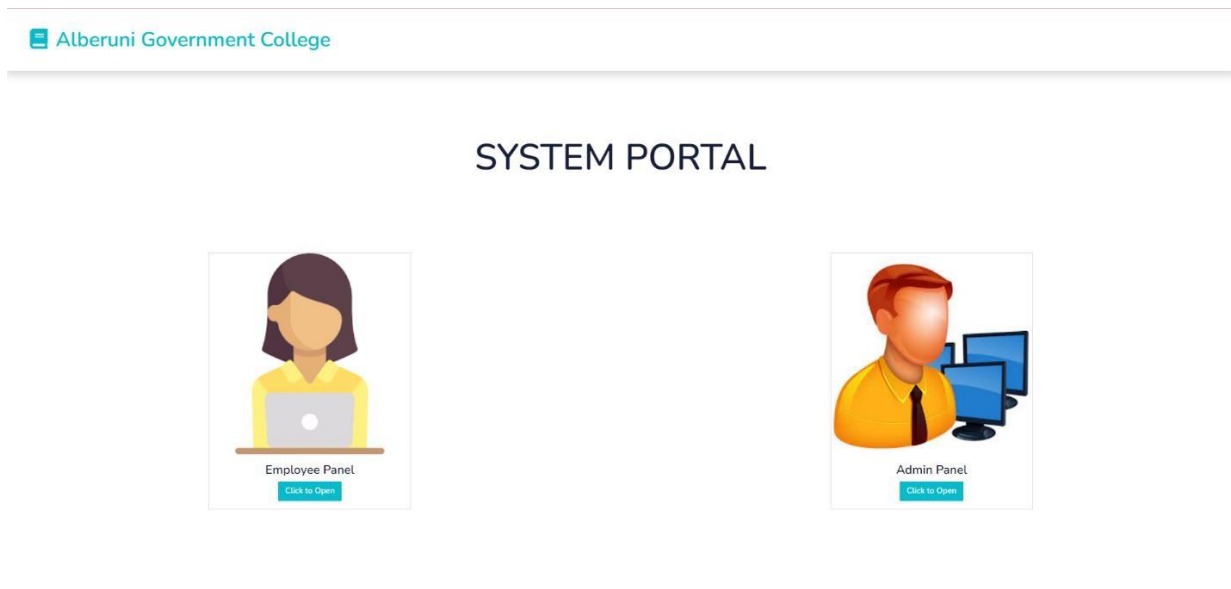 Alberuni Government College
SYSTEM PORTAL
Employee Panel
Click to Open
Admin Panel
Click to Open